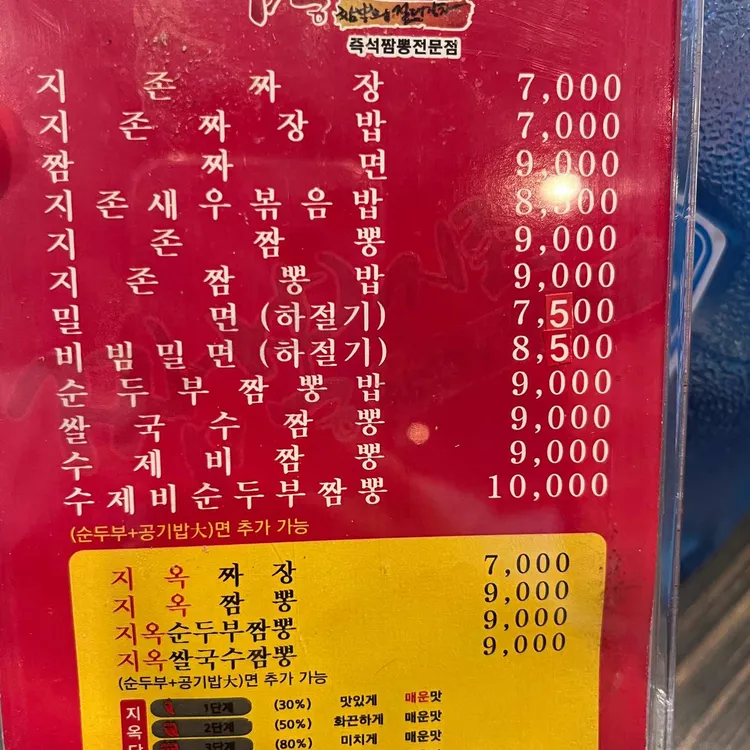 즉석짬뽕전문점
지존짜장 7,000
지존짜장밥 7,000
짬짜면 9,000
지존새우볶음밥 8,500
지존짬뽕 9,000
지존짬뽕밥 9,000
밀면(하절기) 7,500
비빔밀면(하절기) 8,500
순두부짬뽕밥 9,000
쌀국수짬뽕 9,000
수제비짬뽕 9,000
수제비순두부짬뽕 10,000
(순두부+공기밥大)면 추가 가능
지옥짜장 7,000
지옥짬뽕 9,000
지옥순두부짬뽕 9,000
지옥쌀국수짬뽕 9,000
(순두부+공기밥大)면 추가 가능
지옥단
1단계 (30%) 맛있게 매운맛
2단계 (50%) 화끈하게 매운맛
3단계 (80%) 미치게 매운맛